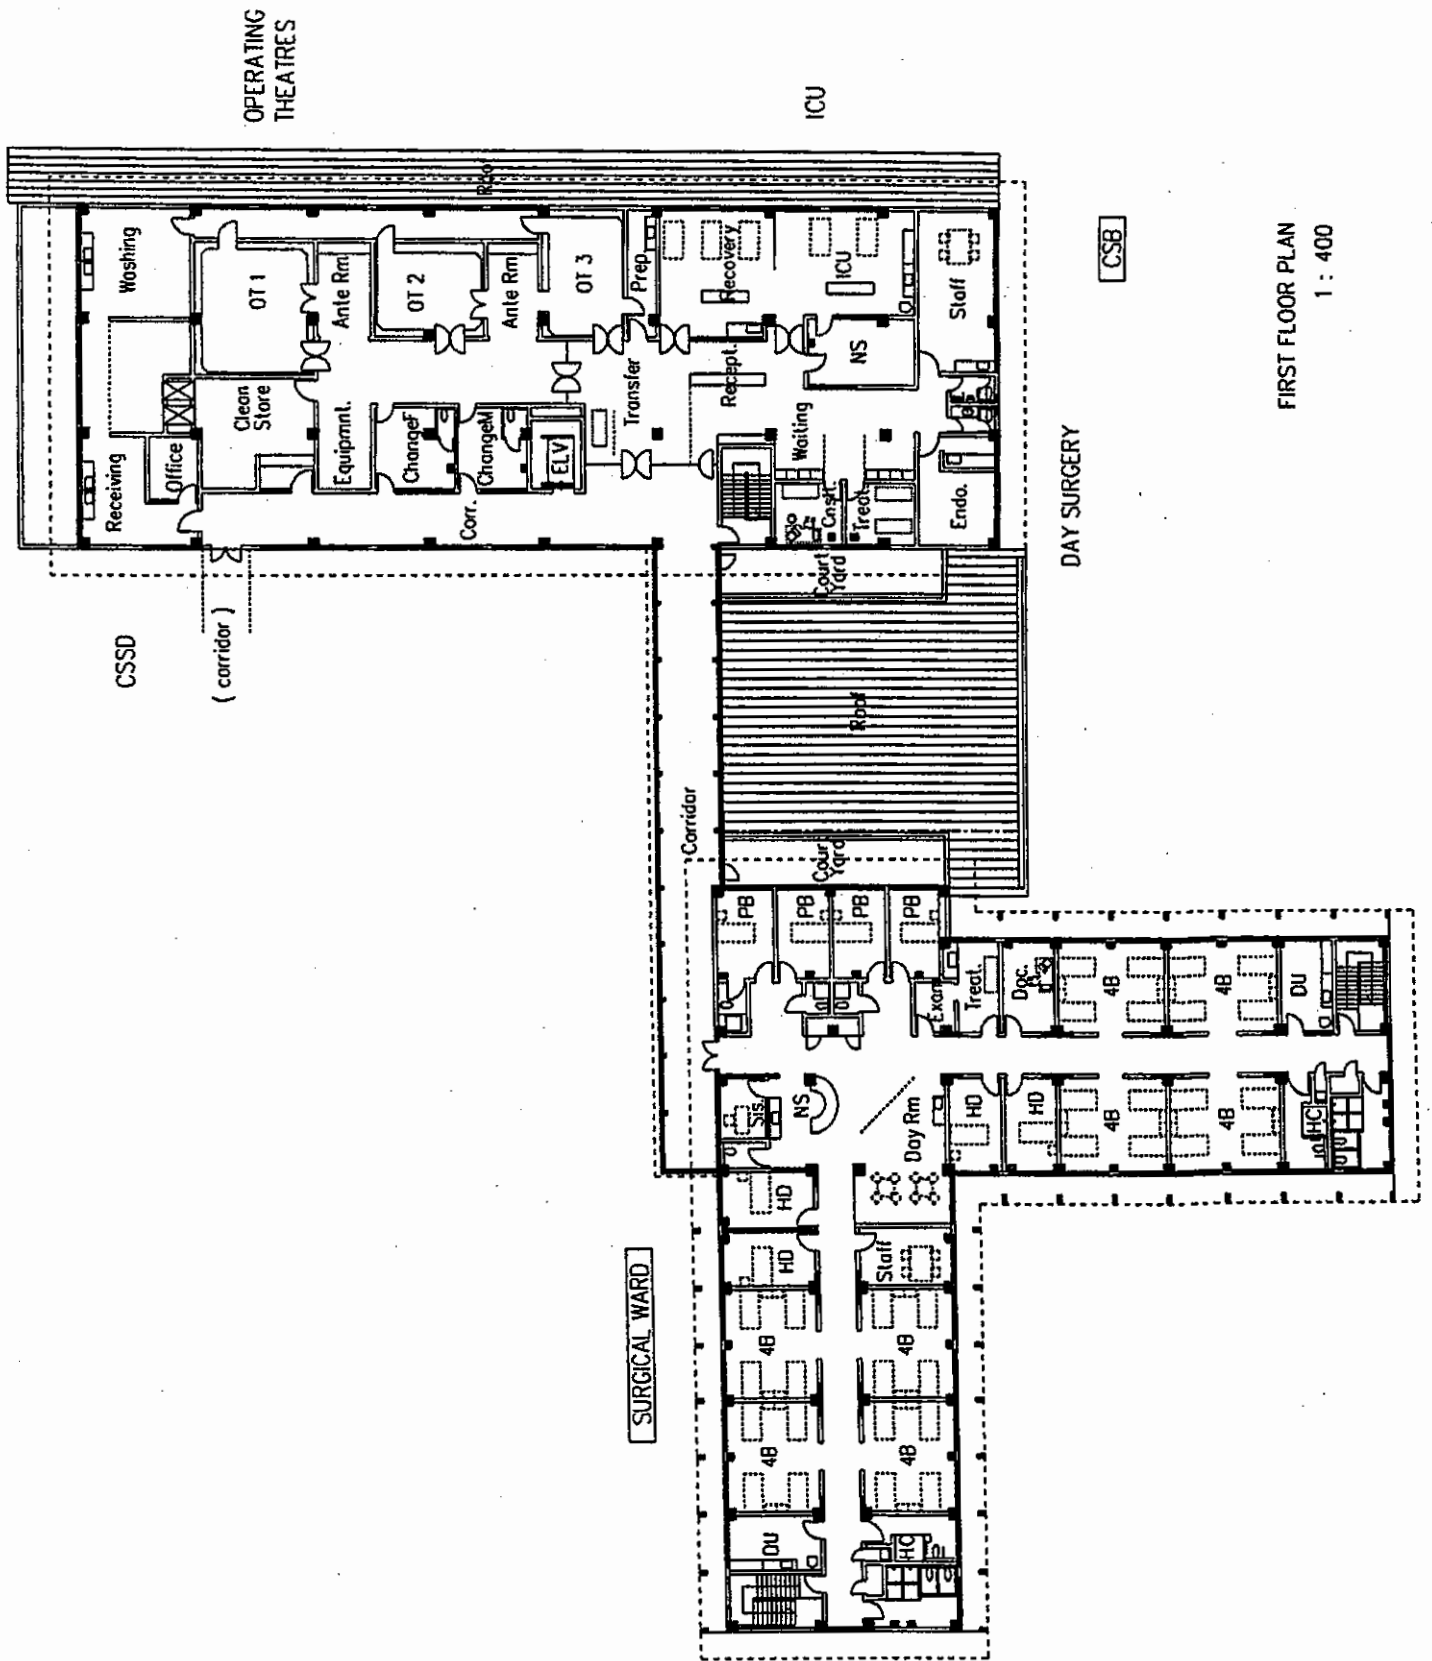 OPERATING
THEATRES
ICU
CSSD
( corridor )
DAY SURGERY
CSB
SURGICAL WARD
FIRST FLOOR PLAN
1 : 400
Roof
Washing
Receiving
Office
OT 1
Clean
Store
Ante Rm
Equipmnt.
OT 2
ChangeF
Ante Rm
ChangeM
OT 3
ELV
Corr.
Prep.
Transfer
Recovery
Recept.
ICU
NS
Waiting
Staff
Cnslt.
Treat.
Endo.
Court
Yard
Roof
Corridor
Court
Yard
PB
PB
PB
PB
Exam
Treat.
Doc.
4B
4B
DU
Sis.
NS
Day Rm
HD
HD
4B
4B
HC
HD
HD
Staff
4B
4B
4B
4B
DU
HC